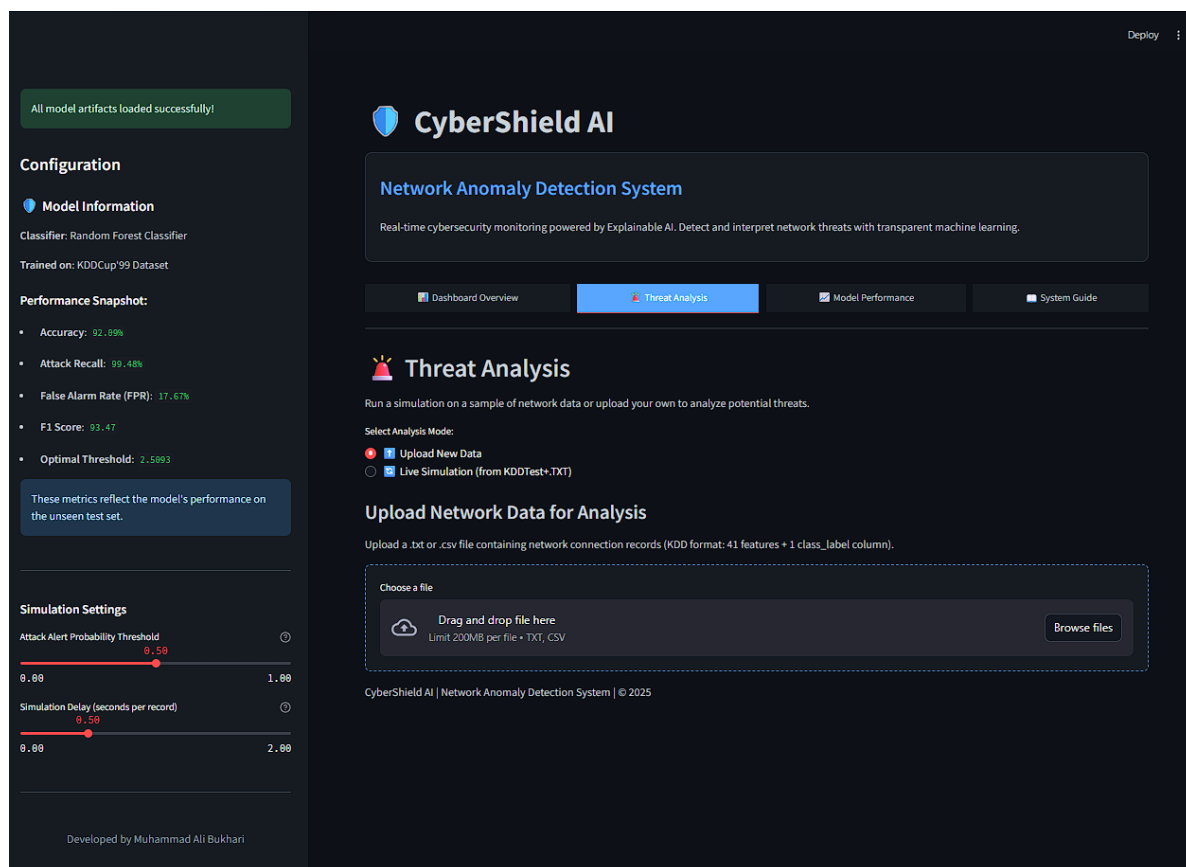 Deploy
All model artifacts loaded successfully!
Configuration
Model Information
Classifier: Random Forest Classifier
Trained on: KDDCup'99 Dataset
Performance Snapshot:
Accuracy: 92.09%
Attack Recall: 99.48%
False Alarm Rate (FPR): 17.67%
F1 Score: 93.47
Optimal Threshold: 2.5093
These metrics reflect the model's performance on
the unseen test set.
Simulation Settings
Attack Alert Probability Threshold
0.50
0.00 1.00
Simulation Delay (seconds per record)
0.50
0.00 2.00
Developed by Muhammad Ali Bukhari
CyberShield AI
Network Anomaly Detection System
Real-time cybersecurity monitoring powered by Explainable AI. Detect and interpret network threats with transparent machine learning.
Dashboard Overview
Threat Analysis
Model Performance
System Guide
Threat Analysis
Run a simulation on a sample of network data or upload your own to analyze potential threats.
Select Analysis Mode:
Upload New Data
Live Simulation (from KDDTest+.TXT)
Upload Network Data for Analysis
Upload a .txt or .csv file containing network connection records (KDD format: 41 features + 1 class_label column).
Choose a file
Drag and drop file here
Limit 200MB per file • TXT, CSV
Browse files
CyberShield AI | Network Anomaly Detection System | © 2025